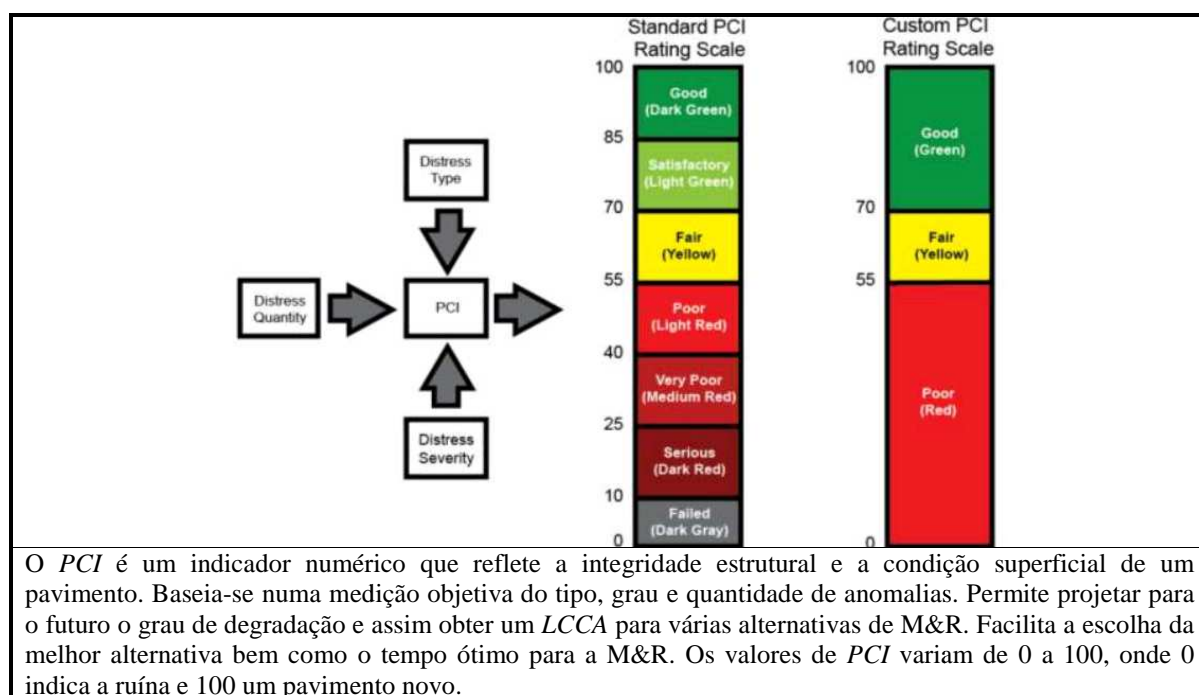 Standard PCI
Rating Scale
Custom PCI
Rating Scale
100
Good
(Dark Green)
85
Satisfactory
(Light Green)
70
Fair
(Yellow)
55
Poor
(Light Red)
40
Very Poor
(Medium Red)
25
Serious
(Dark Red)
10
Failed
(Dark Gray)
0
100
Good
(Green)
70
Fair
(Yellow)
55
Poor
(Red)
0
Distress
Type
Distress
Quantity
PCI
Distress
Severity
O PCI é um indicador numérico que reflete a integridade estrutural e a condição superficial de um
pavimento. Baseia-se numa medição objetiva do tipo, grau e quantidade de anomalias. Permite projetar para
o futuro o grau de degradação e assim obter um LCCA para várias alternativas de M&R. Facilita a escolha da
melhor alternativa bem como o tempo ótimo para a M&R. Os valores de PCI variam de 0 a 100, onde 0
indica a ruína e 100 um pavimento novo.